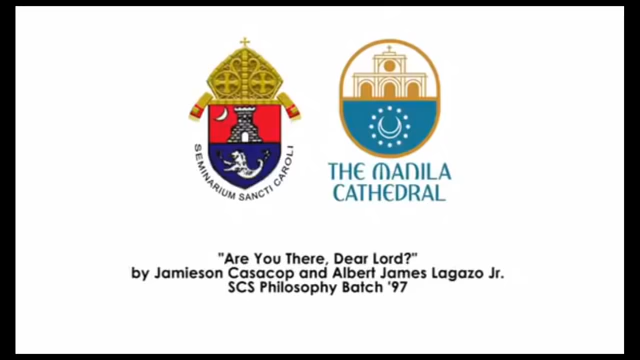 SEMINARIUM SANCTI CAROLI
THE MANILA
CATHEDRAL
"Are You There, Dear Lord?"
by Jamieson Casacop and Albert James Lagazo Jr.
SCS Philosophy Batch '97